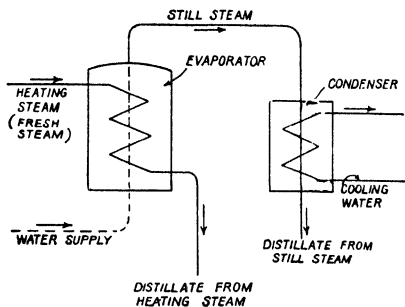 STILL STEAM
EVAPORATOR
CONDENSER
HEATING
STEAM
(FRESH
STEAM)
COOLING
WATER
WATER SUPPLY
DISTILLATE FROM
STILL STEAM
DISTILLATE FROM
HEATING STEAM